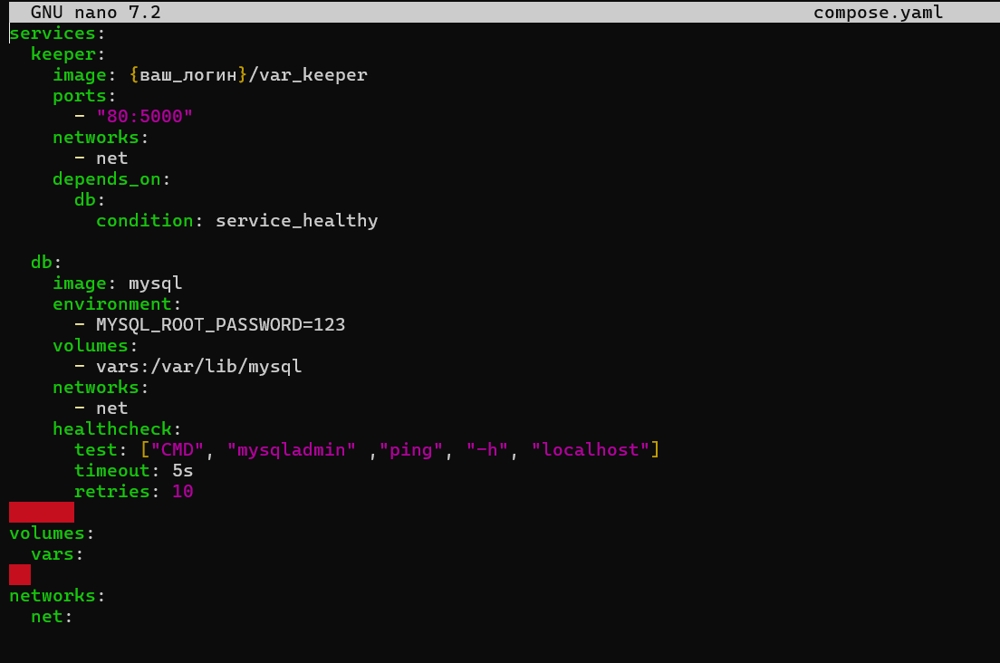 GNU nano 7.2 compose.yaml
services:
  keeper:
    image: {ваш_логин}/var_keeper
    ports:
      - "80:5000"
    networks:
      - net
    depends_on:
      db:
        condition: service_healthy

  db:
    image: mysql
    environment:
      - MYSQL_ROOT_PASSWORD=123
    volumes:
      - vars:/var/lib/mysql
    networks:
      - net
    healthcheck:
      test: ["CMD", "mysqladmin" ,"ping", "-h", "localhost"]
      timeout: 5s
      retries: 10

volumes:
  vars:

networks:
  net: